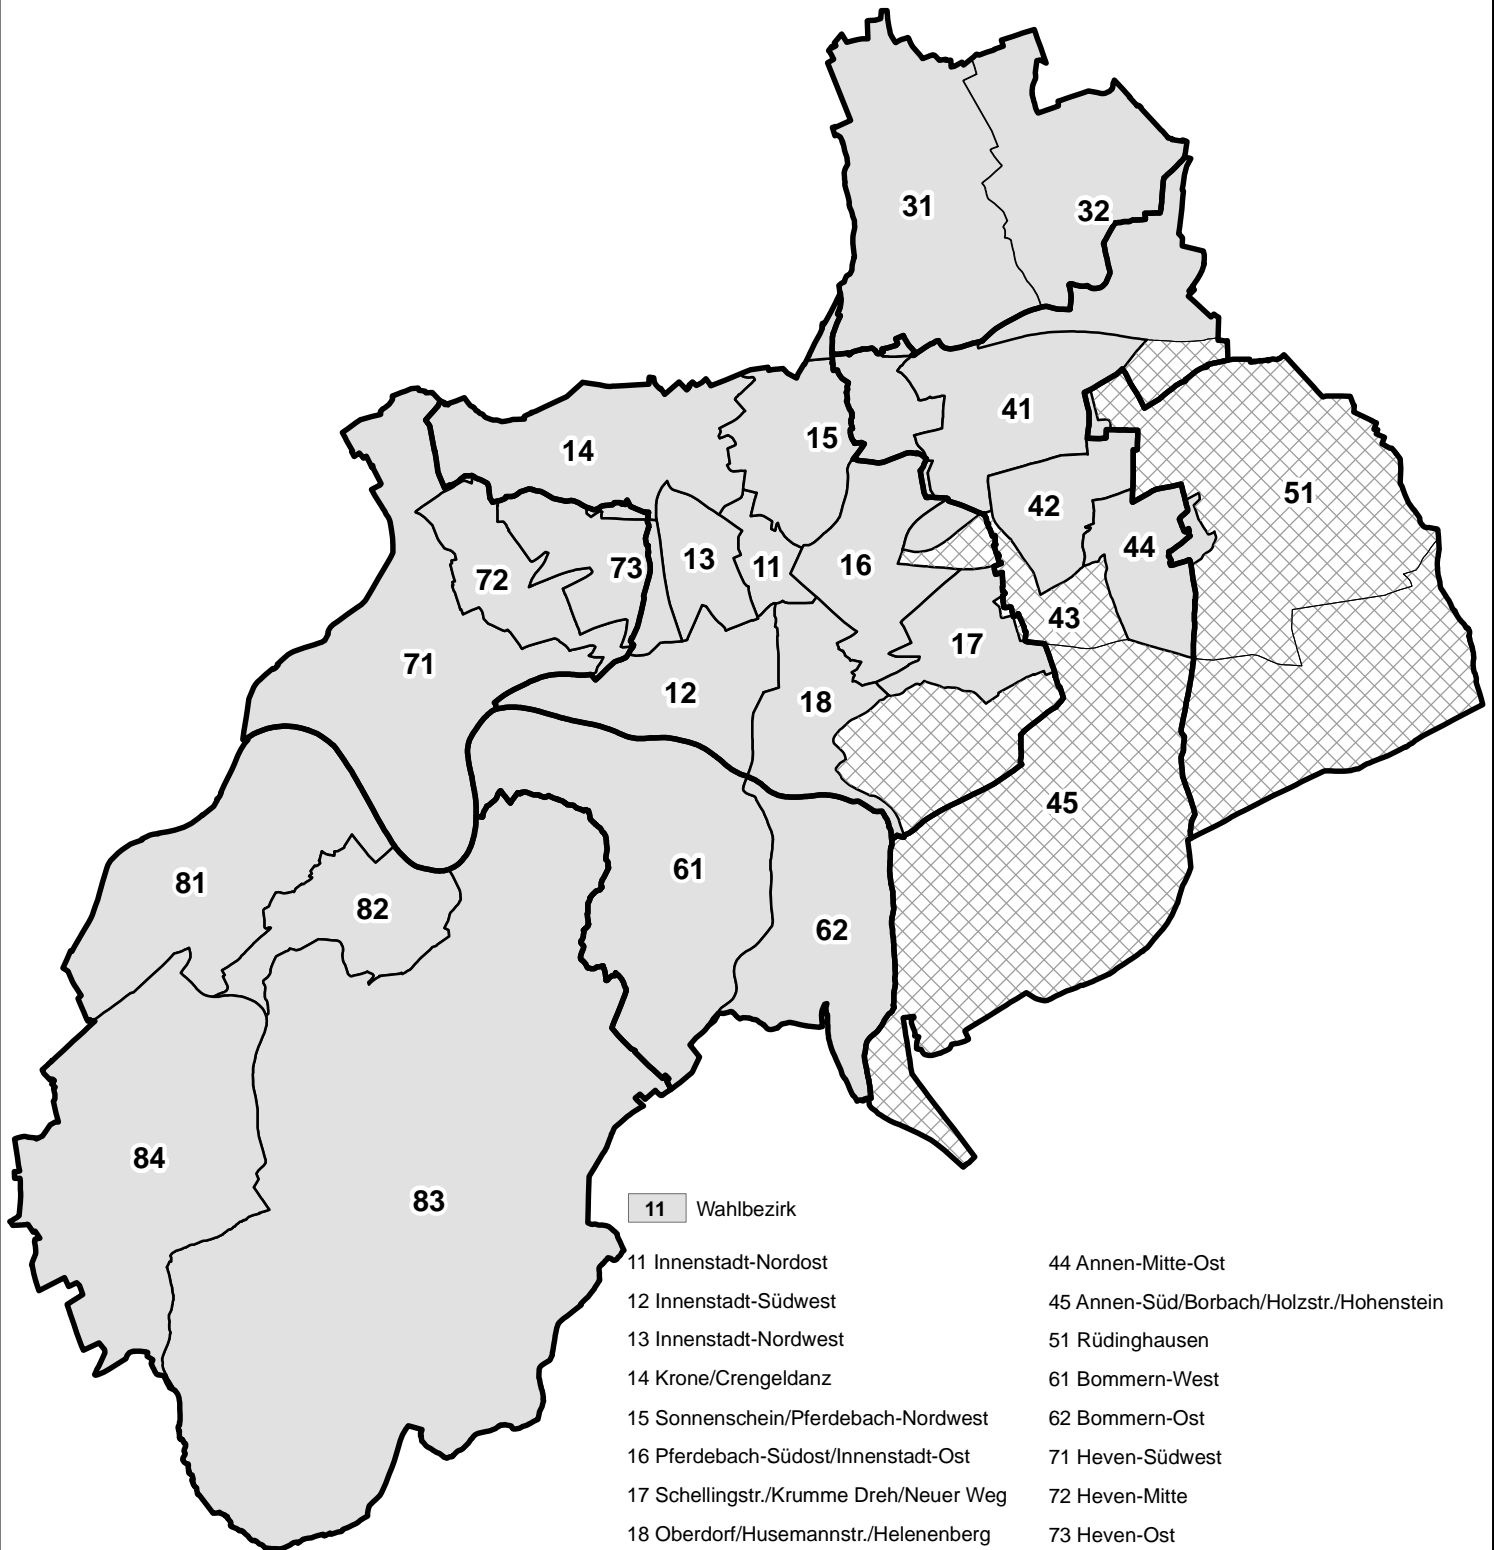 31
32
41
15
14
51
42
44
13
11
16
73
72
43
17
71
12
18
45
61
81
82
62
84
83
11 Wahlbezirk
11 Innenstadt-Nordost
12 Innenstadt-Südwest
13 Innenstadt-Nordwest
14 Krone/Crengeldanz
15 Sonnenschein/Pferdebach-Nordwest
16 Pferdebach-Südost/Innenstadt-Ost
17 Schellingstr./Krumme Dreh/Neuer Weg
18 Oberdorf/Husemannstr./Helenenberg
44 Annen-Mitte-Ost
45 Annen-Süd/Borbach/Holzstr./Hohenstein
51 Rüdinghausen
61 Bommern-West
62 Bommern-Ost
71 Heven-Südwest
72 Heven-Mitte
73 Heven-Ost